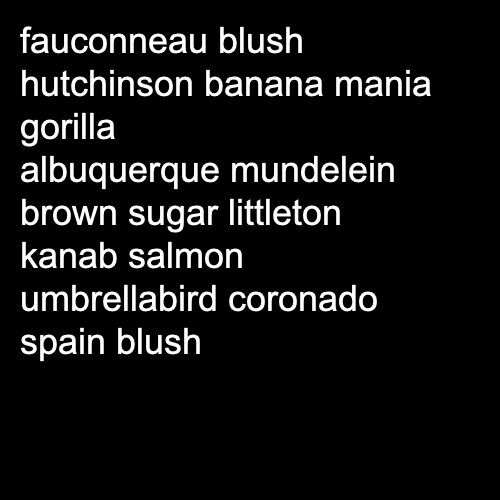 fauconneau blush
hutchinson banana mania
gorilla
albuquerque mundelein
brown sugar littleton
kanab salmon
umbrellabird coronado
spain blush